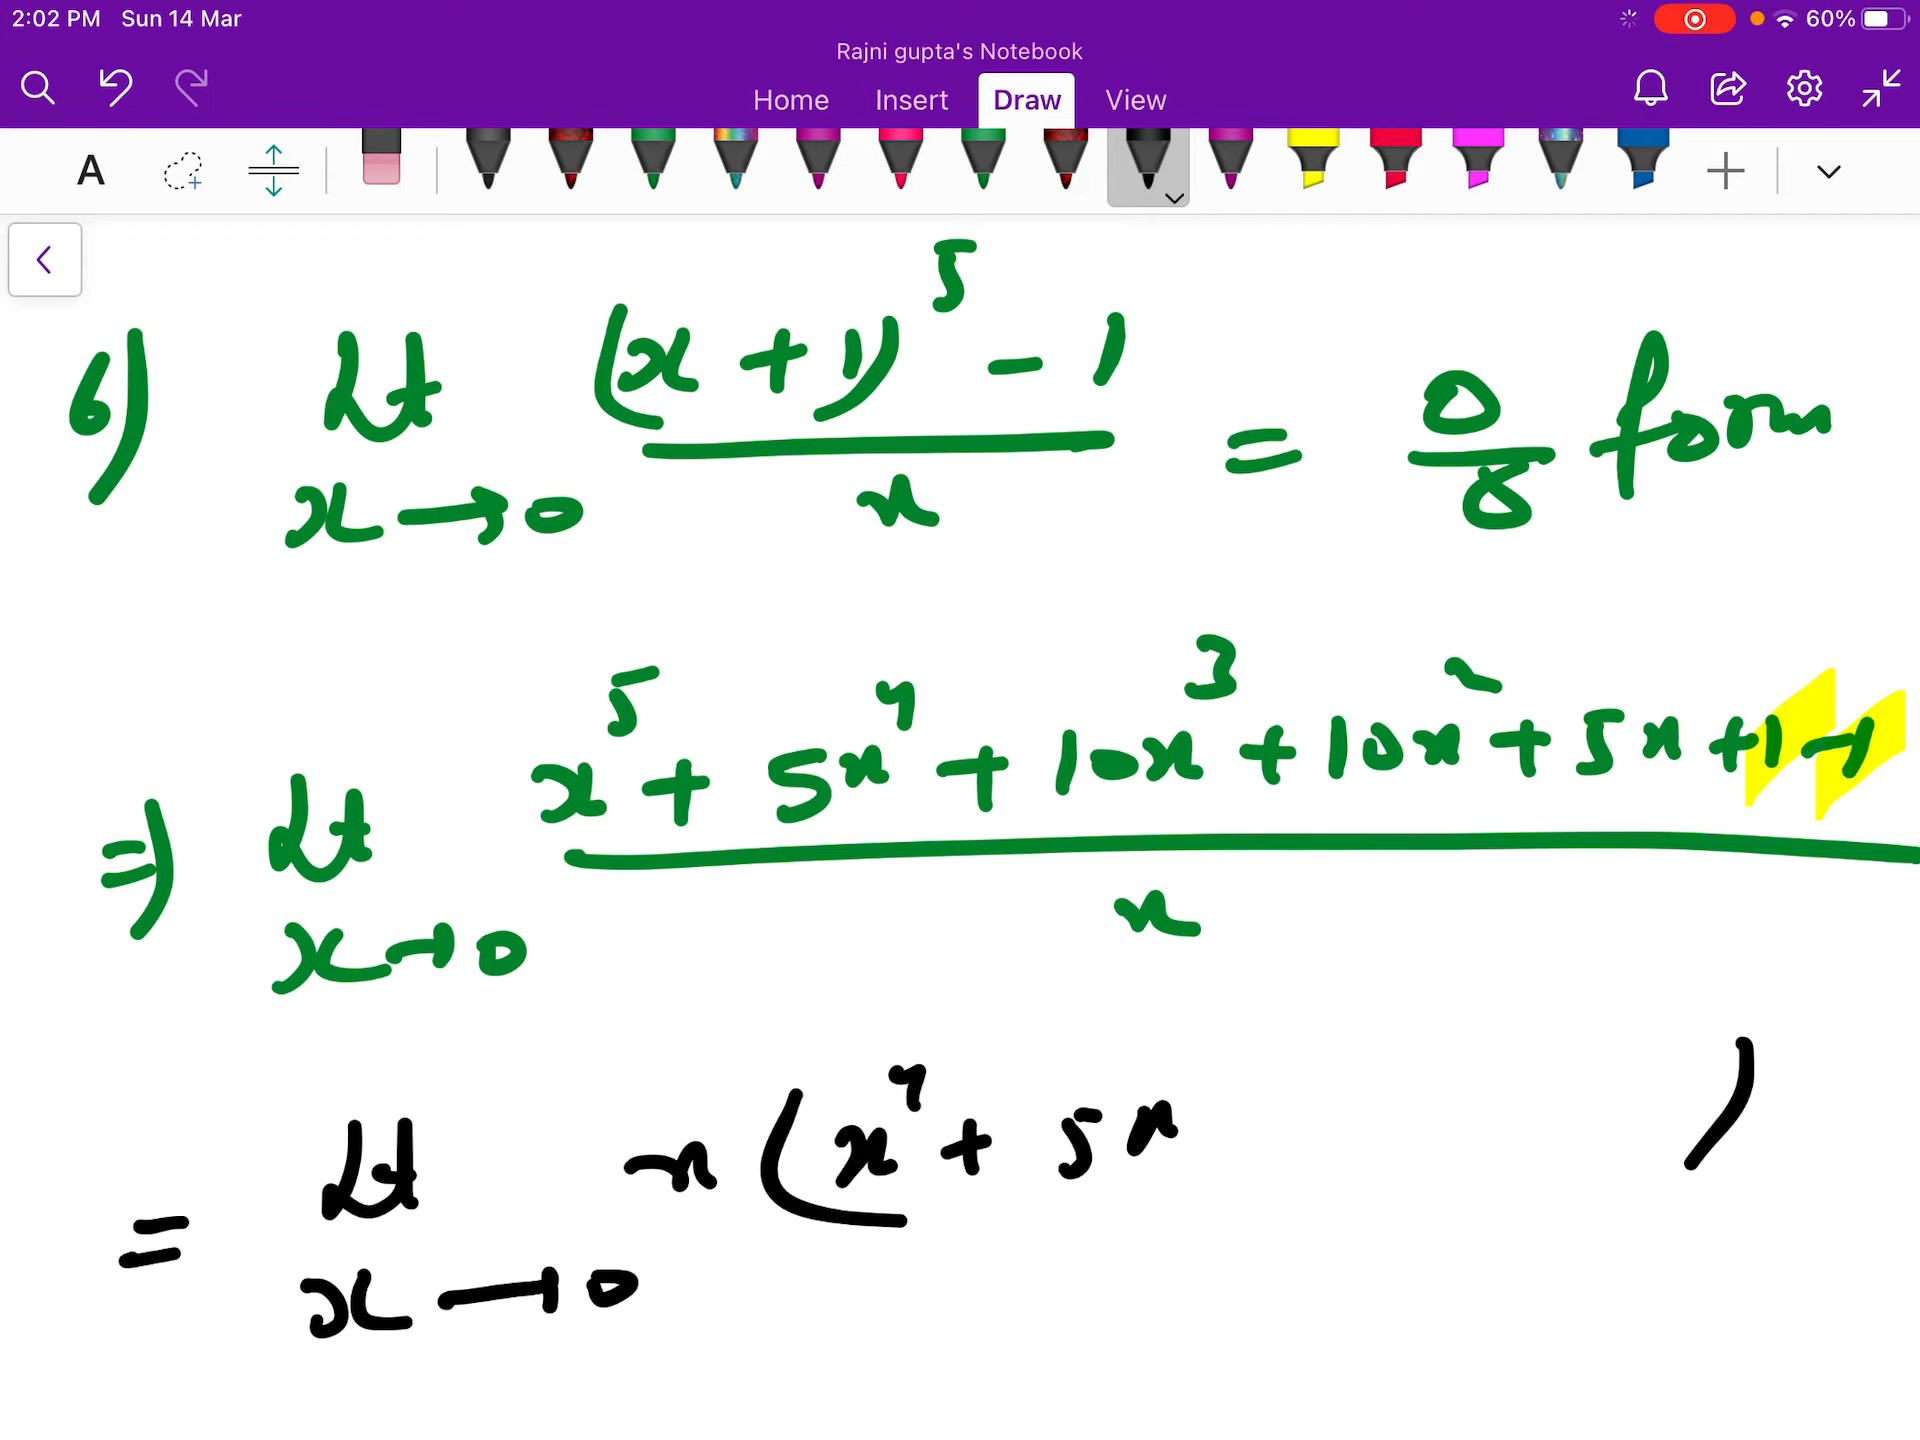 2:02 PM Sun 14 Mar 60%
Rajni gupta's Notebook
Home Insert Draw View
A
6) Lt (x + 1)^5 - 1 / x = 0/0 form
x→0
=> Lt x^5 + 5x^4 + 10x^3 + 10x^2 + 5x + 1 - 1 / x
x→0
= Lt x (x^4 + 5x )
x→0